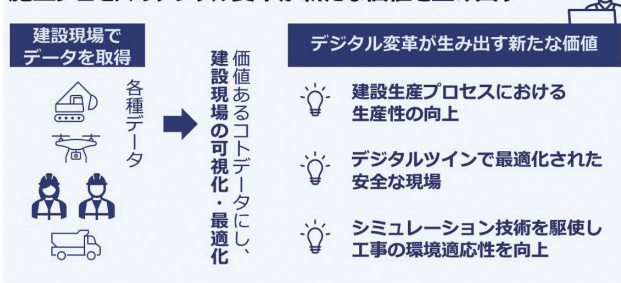 建設現場で
データを取得
各種データ
価値あるコトデータにし、
建設現場の可視化・最適化
デジタル変革が生み出す新たな価値
建設生産プロセスにおける
生産性の向上
デジタルツインで最適化された
安全な現場
シミュレーション技術を駆使し
工事の環境適応性を向上